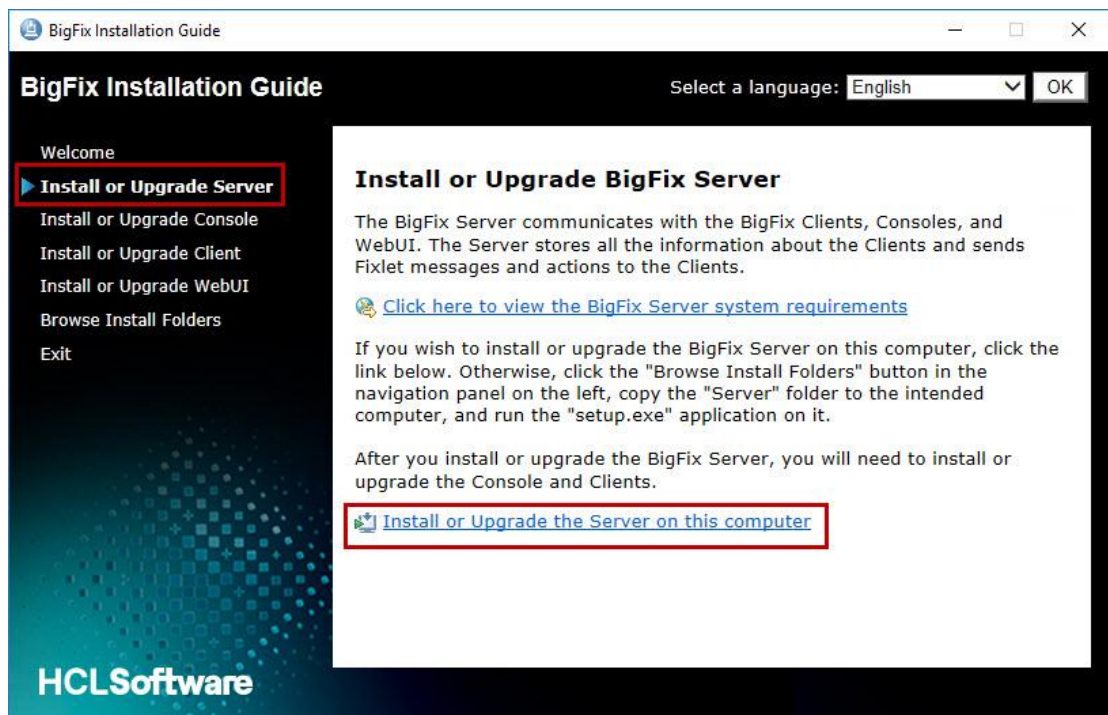 BigFix Installation Guide
BigFix Installation Guide
Select a language: English OK
Welcome
Install or Upgrade Server
Install or Upgrade Console
Install or Upgrade Client
Install or Upgrade WebUI
Browse Install Folders
Exit
Install or Upgrade BigFix Server
The BigFix Server communicates with the BigFix Clients, Consoles, and
WebUI. The Server stores all the information about the Clients and sends
Fixlet messages and actions to the Clients.
Click here to view the BigFix Server system requirements
If you wish to install or upgrade the BigFix Server on this computer, click the
link below. Otherwise, click the "Browse Install Folders" button in the
navigation panel on the left, copy the "Server" folder to the intended
computer, and run the "setup.exe" application on it.
After you install or upgrade the BigFix Server, you will need to install or
upgrade the Console and Clients.
Install or Upgrade the Server on this computer
HCLSoftware